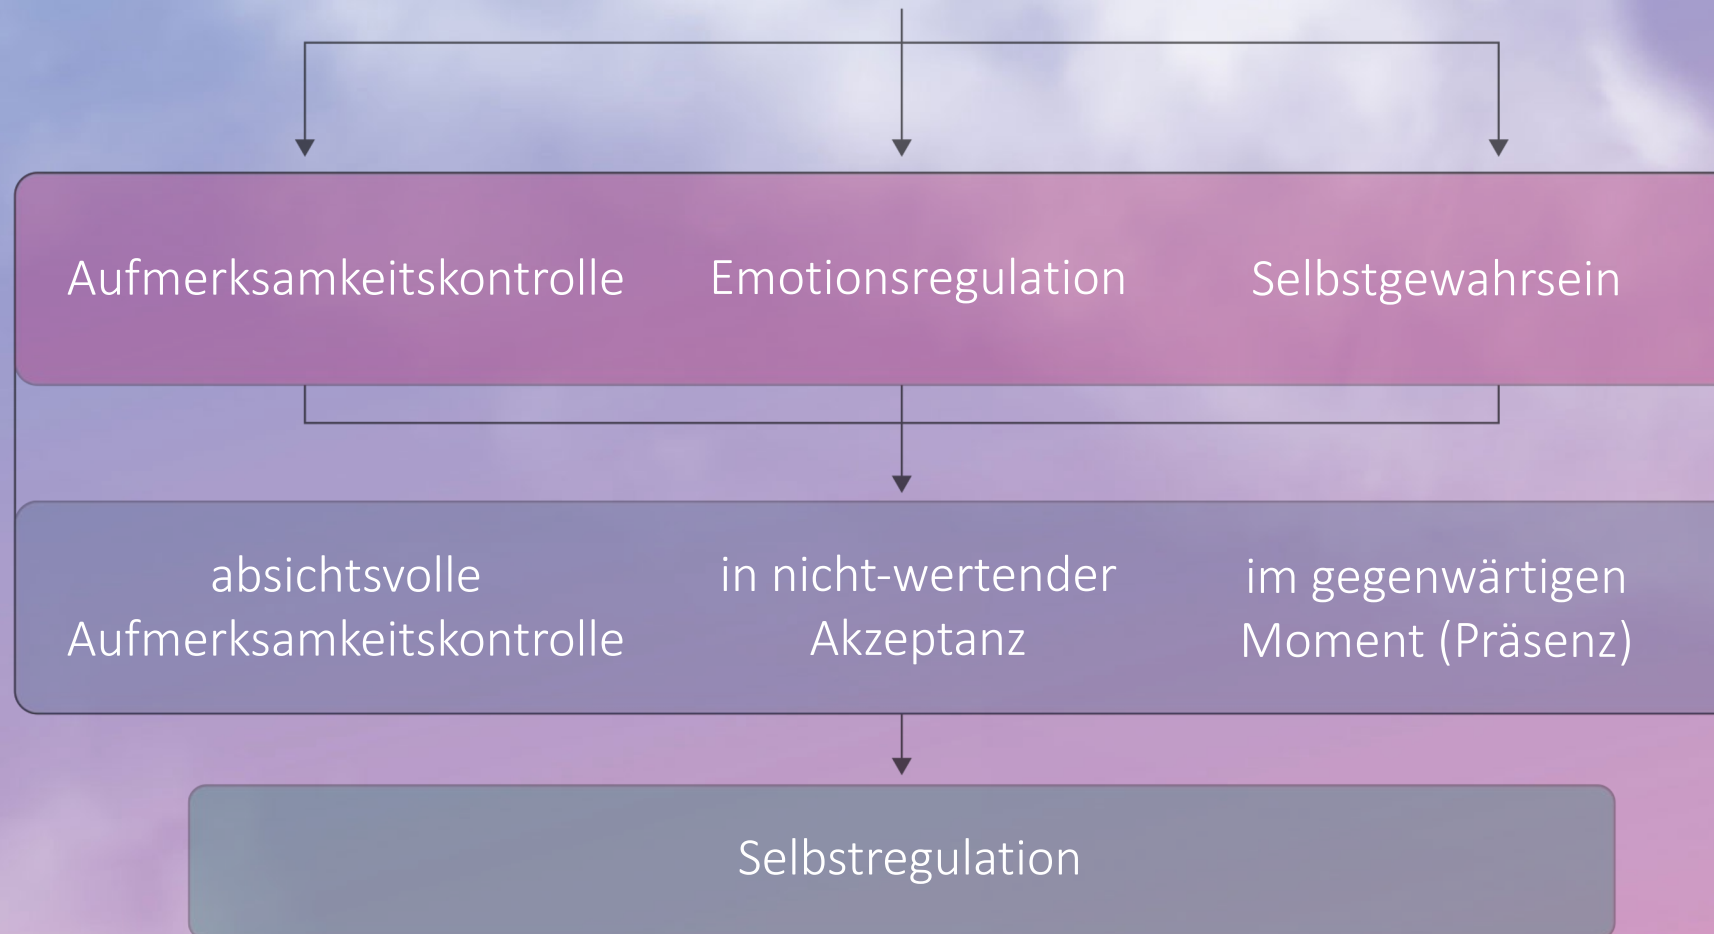 Aufmerksamkeitskontrolle
Emotionsregulation
Selbstgewahrsein
absichtsvolle
Aufmerksamkeitskontrolle
in nicht-wertender
Akzeptanz
im gegenwärtigen
Moment (Präsenz)
Selbstregulation